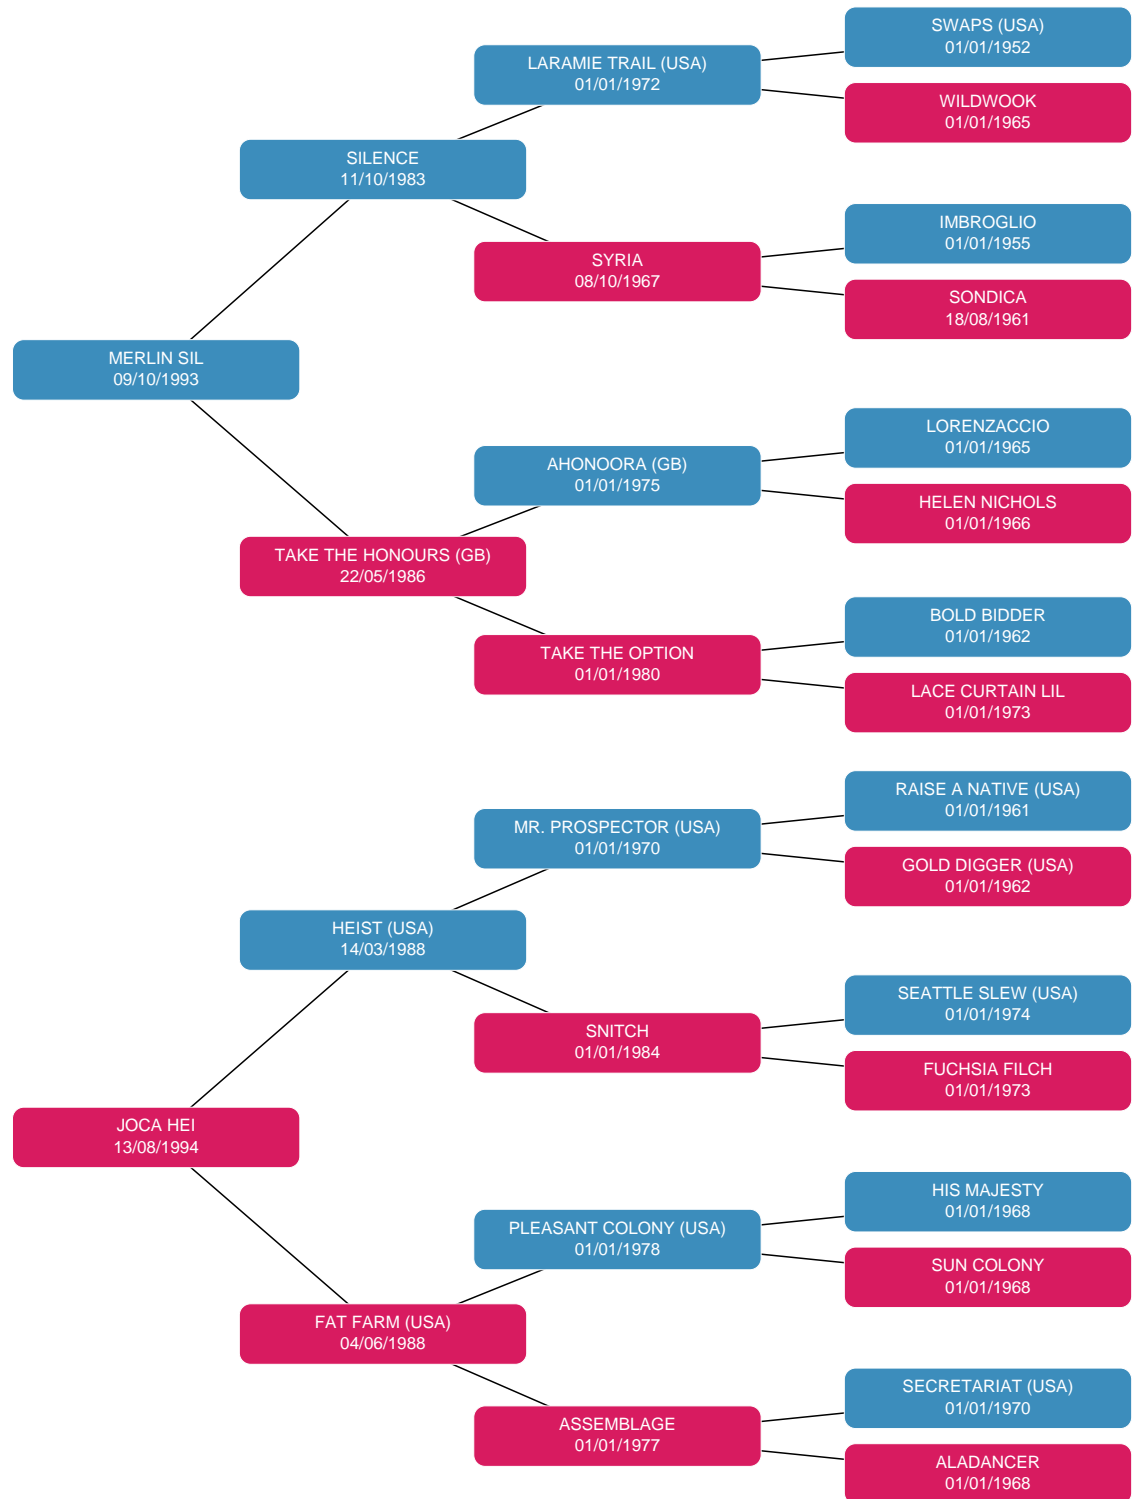 SWAPS (USA)
01/01/1952
LARAMIE TRAIL (USA)
01/01/1972
WILDWOOK
01/01/1965
SILENCE
11/10/1983
IMBROGLIO
01/01/1955
SYRIA
08/10/1967
SONDICA
18/08/1961
MERLIN SIL
09/10/1993
LORENZACCIO
01/01/1965
AHONOORA (GB)
01/01/1975
HELEN NICHOLS
01/01/1966
TAKE THE HONOURS (GB)
22/05/1986
BOLD BIDDER
01/01/1962
TAKE THE OPTION
01/01/1980
LACE CURTAIN LIL
01/01/1973
RAISE A NATIVE (USA)
01/01/1961
MR. PROSPECTOR (USA)
01/01/1970
GOLD DIGGER (USA)
01/01/1962
HEIST (USA)
14/03/1988
SEATTLE SLEW (USA)
01/01/1974
SNITCH
01/01/1984
FUCHSIA FILCH
01/01/1973
JOCA HEI
13/08/1994
HIS MAJESTY
01/01/1968
PLEASANT COLONY (USA)
01/01/1978
SUN COLONY
01/01/1968
FAT FARM (USA)
04/06/1988
SECRETARIAT (USA)
01/01/1970
ASSEMBLAGE
01/01/1977
ALADANCER
01/01/1968